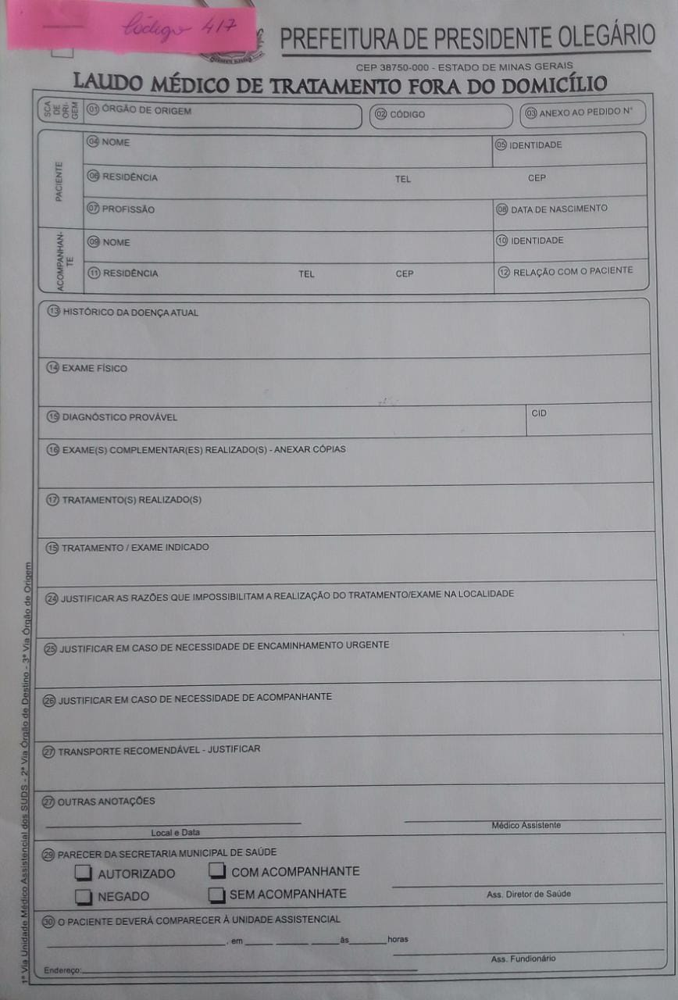 Código 417
PREFEITURA DE PRESIDENTE OLEGÁRIO
CEP 38750-000 - ESTADO DE MINAS GERAIS
LAUDO MÉDICO DE TRATAMENTO FORA DO DOMICÍLIO
SCA DE ORI- GEM
01 ÓRGÃO DE ORIGEM
02 CÓDIGO
03 ANEXO AO PEDIDO N°
PACIENTE
04 NOME
05 IDENTIDADE
06 RESIDÊNCIA TEL CEP
07 PROFISSÃO
08 DATA DE NASCIMENTO
ACOMPANHAN- TE
09 NOME
10 IDENTIDADE
11 RESIDÊNCIA TEL CEP
12 RELAÇÃO COM O PACIENTE
13 HISTÓRICO DA DOENÇA ATUAL
14 EXAME FÍSICO
15 DIAGNÓSTICO PROVÁVEL CID
16 EXAME(S) COMPLEMENTAR(ES) REALIZADO(S) - ANEXAR CÓPIAS
17 TRATAMENTO(S) REALIZADO(S)
15 TRATAMENTO / EXAME INDICADO
24 JUSTIFICAR AS RAZÕES QUE IMPOSSIBILITAM A REALIZAÇÃO DO TRATAMENTO/EXAME NA LOCALIDADE
25 JUSTIFICAR EM CASO DE NECESSIDADE DE ENCAMINHAMENTO URGENTE
26 JUSTIFICAR EM CASO DE NECESSIDADE DE ACOMPANHANTE
27 TRANSPORTE RECOMENDÁVEL - JUSTIFICAR
27 OUTRAS ANOTAÇÕES
Local e Data
Médico Assistente
29 PARECER DA SECRETARIA MUNICIPAL DE SAÚDE
AUTORIZADO COM ACOMPANHANTE
NEGADO SEM ACOMPANHATE
Ass. Diretor de Saúde
30 O PACIENTE DEVERÁ COMPARECER À UNIDADE ASSISTENCIAL
, em às horas
Ass. Fundionário
Endereço:
1ª Via Unidade Médico Assistencial dos SUDS - 2ª Via Órgão de Destino - 3ª Via Órgão de Origem